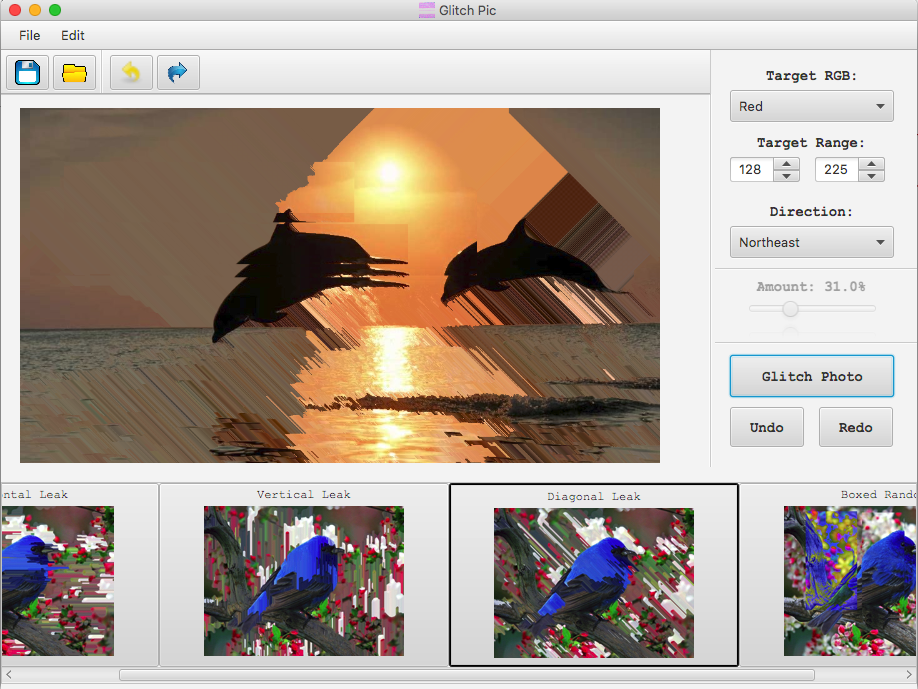 Glitch Pic
File Edit
Target RGB:
Red
Target Range:
128 225
Direction:
Northeast
Amount: 31.0%
Glitch Photo
Undo Redo
ntal Leak Vertical Leak Diagonal Leak Boxed Rando